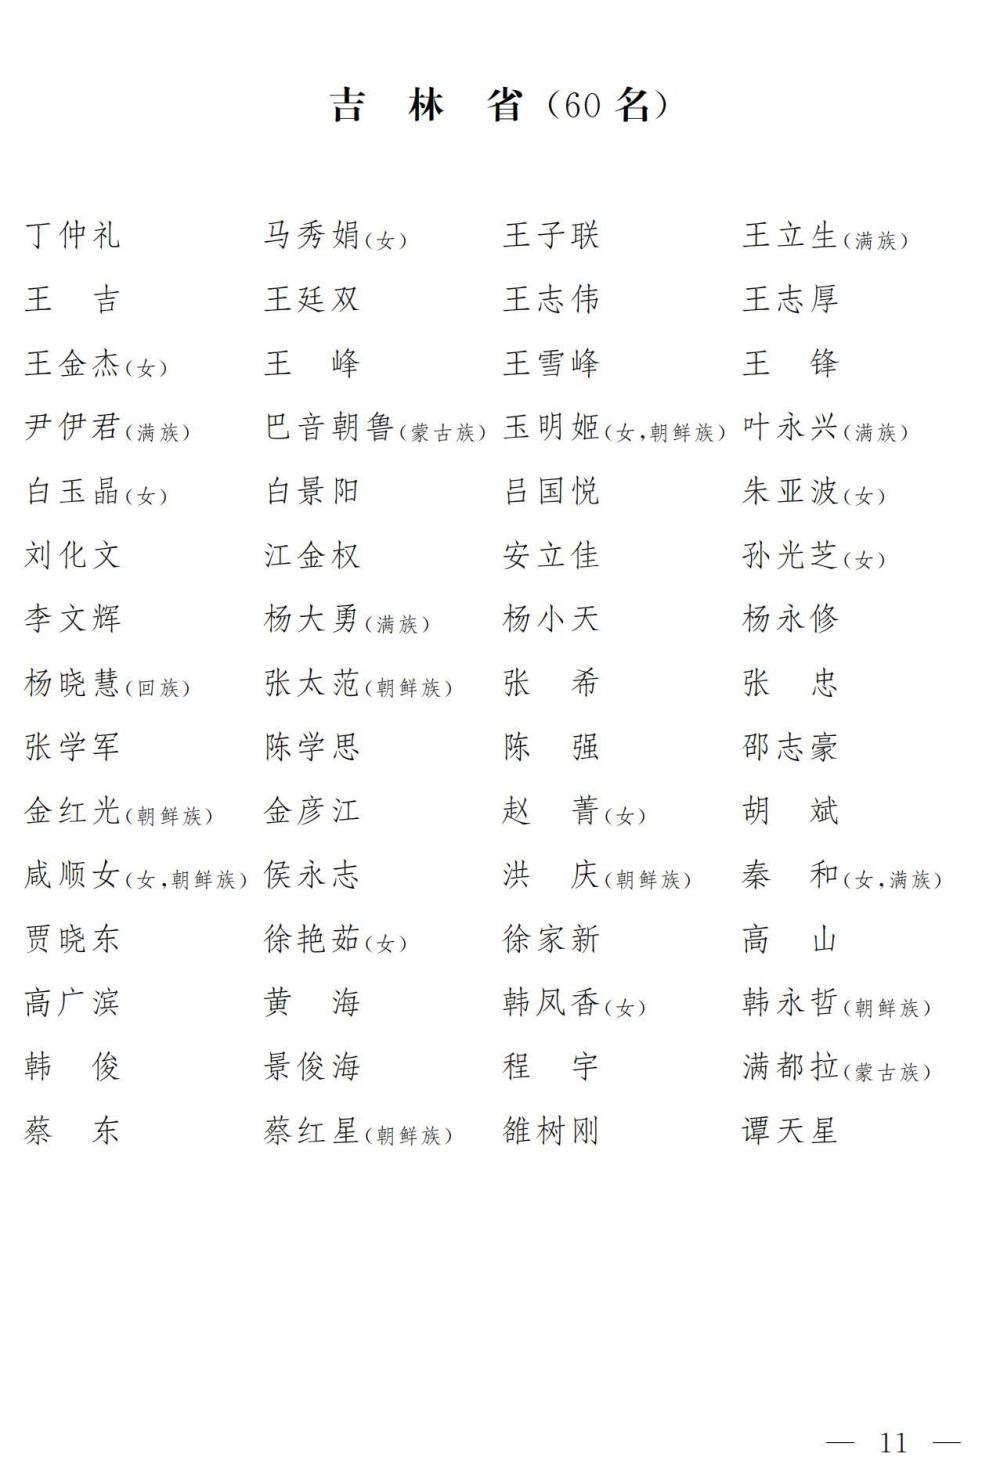 吉 林 省（60 名）
丁仲礼 马秀娟（女） 王子联 王立生（满族）
王　吉 王廷双 王志伟 王志厚
王金杰（女） 王　峰 王雪峰 王　锋
尹伊君（满族） 巴音朝鲁（蒙古族） 玉明姬（女，朝鲜族） 叶永兴（满族）
白玉晶（女） 白景阳 吕国悦 朱亚波（女）
刘化文 江金权 安立佳 孙光芝（女）
李文辉 杨大勇（满族） 杨小天 杨永修
杨晓慧（回族） 张太范（朝鲜族） 张　希 张　忠
张学军 陈学思 陈　强 邵志豪
金红光（朝鲜族） 金彦江 赵　菁（女） 胡　斌
咸顺女（女，朝鲜族） 侯永志 洪　庆（朝鲜族） 秦　和（女，满族）
贾晓东 徐艳茹（女） 徐家新 高　山
高广滨 黄　海 韩凤香（女） 韩永哲（朝鲜族）
韩　俊 景俊海 程　宇 满都拉（蒙古族）
蔡　东 蔡红星（朝鲜族） 雒树刚 谭天星
— 11 —